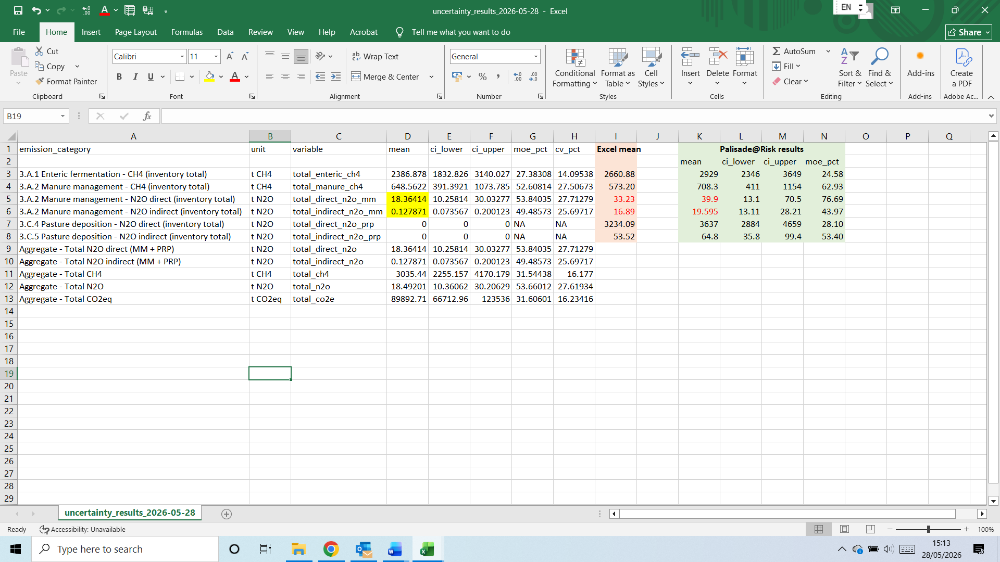 uncertainty_results_2026-05-28 - Excel
EN
File Home Insert Page Layout Formulas Data Review View Help Acrobat Tell me what you want to do Share
Paste Cut Copy Format Painter
Calibri 11
Wrap Text Merge & Center
General
Conditional Formatting Format as Table Cell Styles
Insert Delete Format
AutoSum Fill Clear
Sort & Filter Find & Select
Add-ins
Create a PDF
Clipboard Font Alignment Number Styles Cells Editing Add-ins Adobe Ac...
B19 fx
A B C D E F G H I J K L M N O P Q
1 emission_category unit variable mean ci_lower ci_upper moe_pct cv_pct Excel mean Palisade@Risk results
2 mean ci_lower ci_upper moe_pct
3 3.A.1 Enteric fermentation - CH4 (inventory total) t CH4 total_enteric_ch4 2386.878 1832.826 3140.027 27.38308 14.09538 2660.88 2929 2346 3649 24.58
4 3.A.2 Manure management - CH4 (inventory total) t CH4 total_manure_ch4 648.5622 391.3921 1073.785 52.60814 27.50673 573.20 708.3 411 1154 62.93
5 3.A.2 Manure management - N2O direct (inventory total) t N2O total_direct_n2o_mm 18.36414 10.25814 30.03277 53.84035 27.71279 33.23 39.9 13.1 70.5 76.69
6 3.A.2 Manure management - N2O indirect (inventory total) t N2O total_indirect_n2o_mm 0.127871 0.073567 0.200123 49.48573 25.69717 16.89 19.595 13.11 28.21 43.97
7 3.C.4 Pasture deposition - N2O direct (inventory total) t N2O total_direct_n2o_prp 0 0 0 NA NA 3234.09 3637 2884 4659 28.10
8 3.C.5 Pasture deposition - N2O indirect (inventory total) t N2O total_indirect_n2o_prp 0 0 0 NA NA 53.52 64.8 35.8 99.4 53.40
9 Aggregate - Total N2O direct (MM + PRP) t N2O total_direct_n2o 18.36414 10.25814 30.03277 53.84035 27.71279
10 Aggregate - Total N2O indirect (MM + PRP) t N2O total_indirect_n2o 0.127871 0.073567 0.200123 49.48573 25.69717
11 Aggregate - Total CH4 t CH4 total_ch4 3035.44 2255.157 4170.179 31.54438 16.177
12 Aggregate - Total N2O t N2O total_n2o 18.49201 10.36062 30.20629 53.66012 27.61934
13 Aggregate - Total CO2eq t CO2eq total_co2e 89892.71 66712.96 123536 31.60601 16.23416
14
15
16
17
18
19
20
21
22
23
24
25
26
27
28
29
uncertainty_results_2026-05-28
Ready Accessibility: Unavailable 100%
Type here to search
15:13
28/05/2026